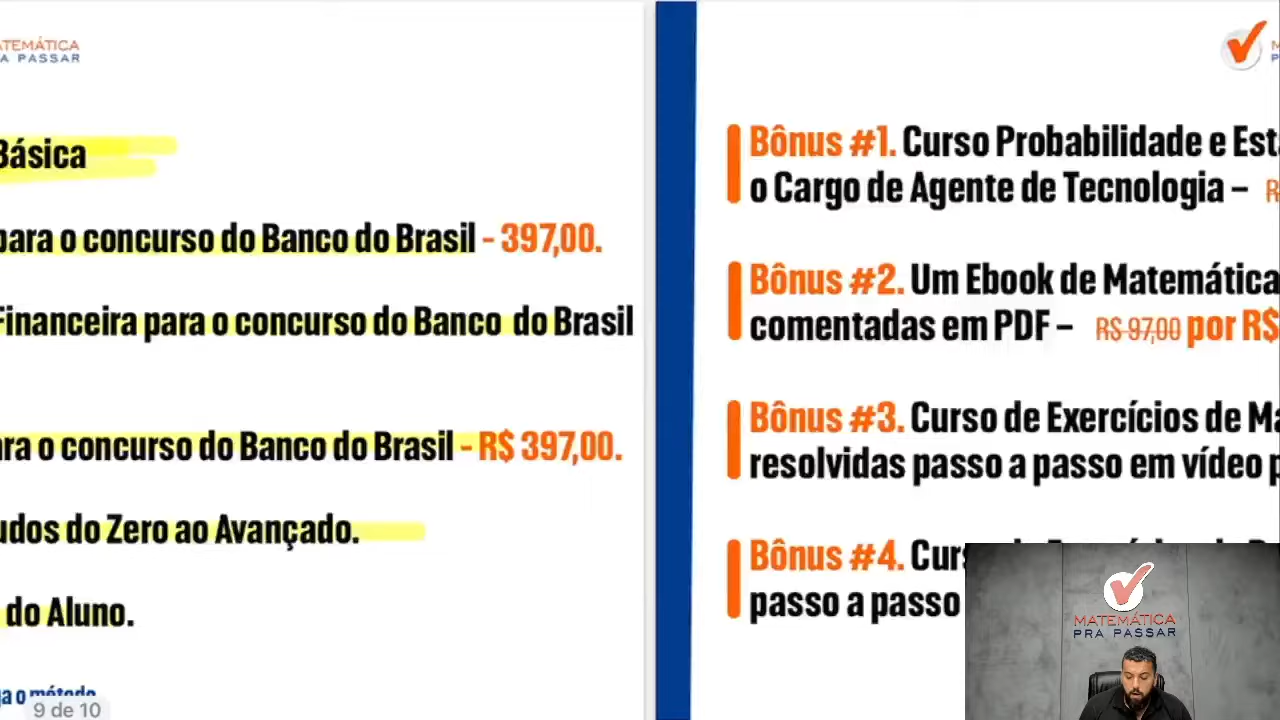 MATEMÁTICA
PRA PASSAR
Básica
para o concurso do Banco do Brasil - 397,00.
Financeira para o concurso do Banco do Brasil
o concurso do Banco do Brasil - R$ 397,00.
do Zero ao Avançado.
do Aluno.
o método
9 de 10
Bônus #1. Curso Probabilidade e
o Cargo de Agente de Tecnologia –
Bônus #2. Um Ebook de Matemática
comentadas em PDF – R$ 97,00 por R$
Bônus #3. Curso de Exercícios de
resolvidas passo a passo em vídeo
Bônus #4.
passo a passo
MATEMÁTICA
PRA PASSAR